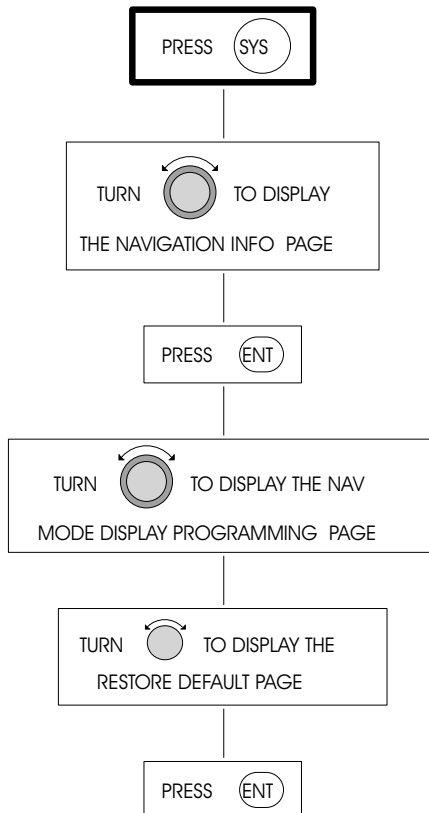 PRESS SYS
TURN TO DISPLAY
THE NAVIGATION INFO PAGE
PRESS ENT
TURN TO DISPLAY THE NAV
MODE DISPLAY PROGRAMMING PAGE
TURN TO DISPLAY THE
RESTORE DEFAULT PAGE
PRESS ENT